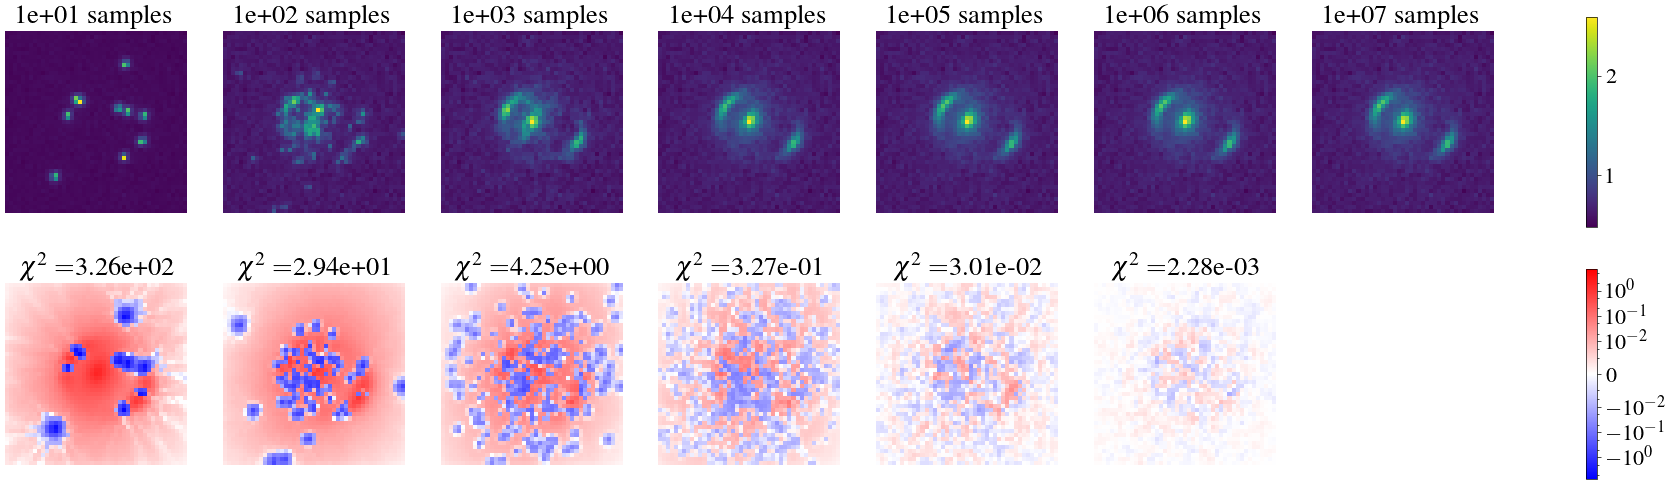 1e+01 samples
1e+02 samples
1e+03 samples
1e+04 samples
1e+05 samples
1e+06 samples
1e+07 samples
2
1
χ² =3.26e+02
χ² =2.94e+01
χ² =4.25e+00
χ² =3.27e-01
χ² =3.01e-02
χ² =2.28e-03
10⁰
10⁻¹
10⁻²
0
−10⁻²
−10⁻¹
−10⁰